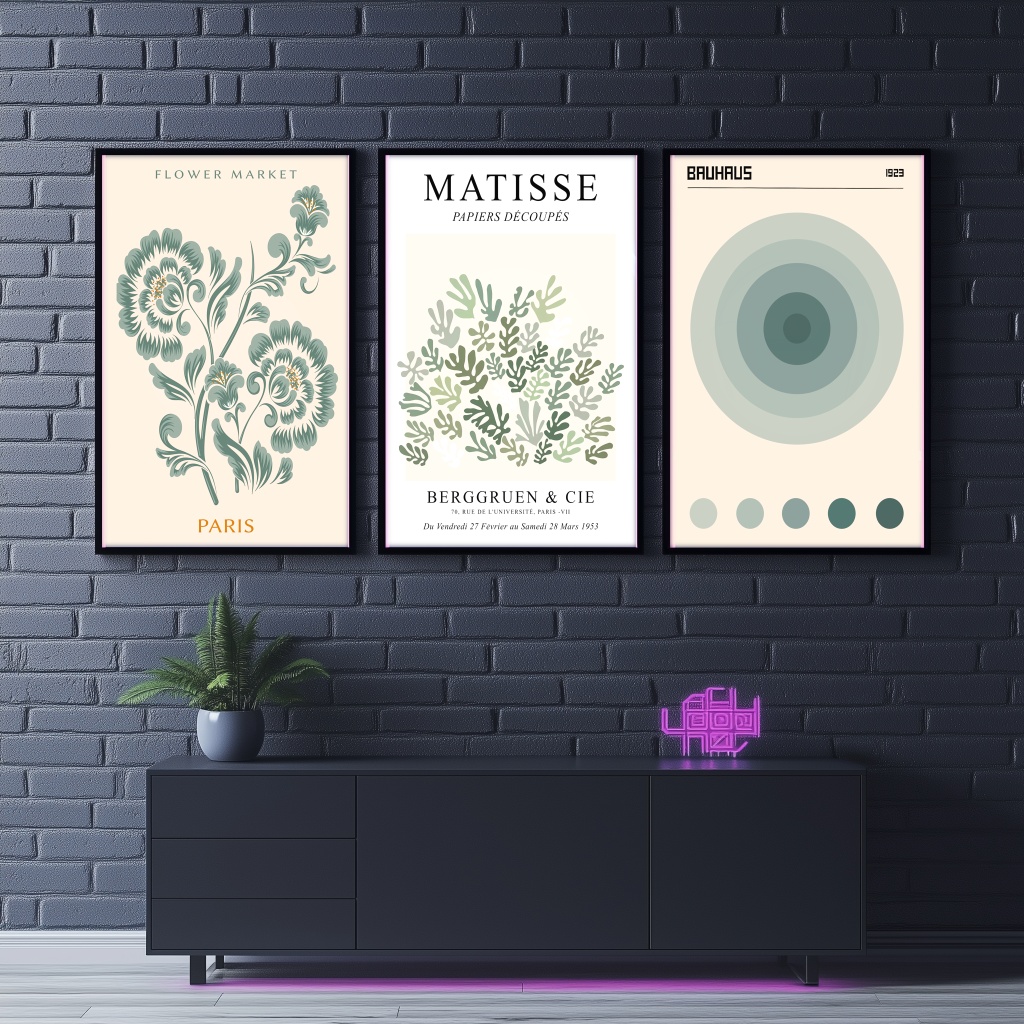 FLOWER MARKET
PARIS
MATISSE
PAPIERS DÉCOUPÉS
BERGGRUEN & CIE
70, RUE DE L'UNIVERSITÉ, PARIS -VII
Du Vendredi 27 Février au Samedi 28 Mars 1953
BAUHAUS 1923